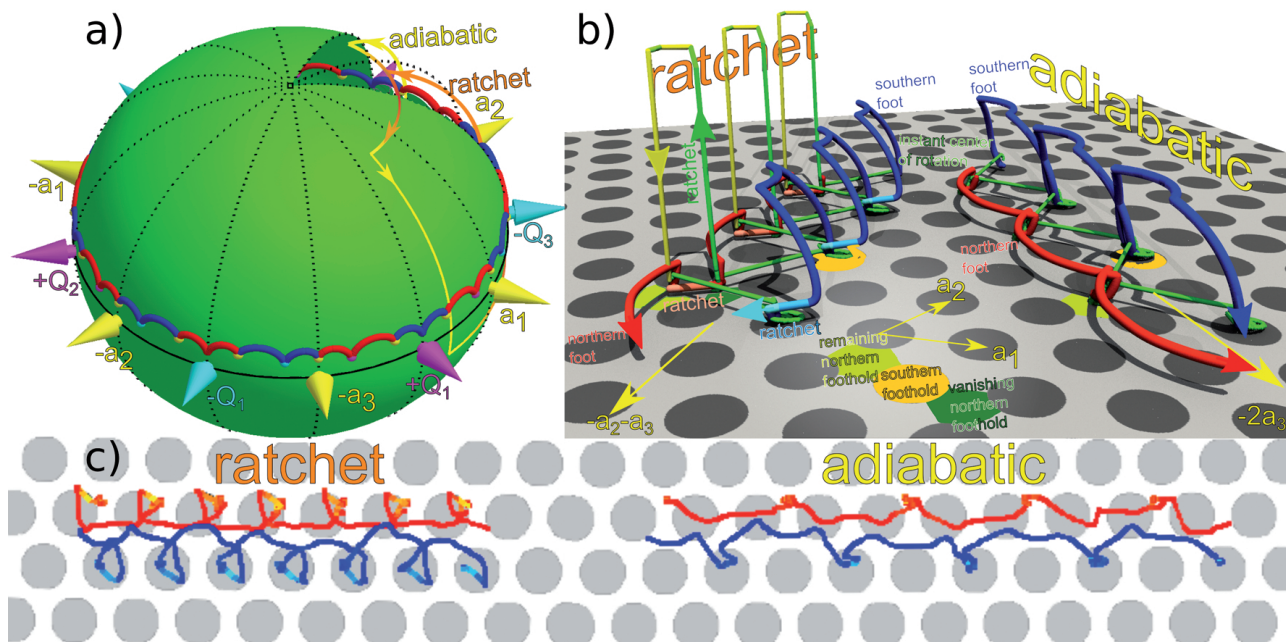 a)
adiabatic
ratchet
a2
-a1
-Q3
+Q2
a1
-a2
+Q1
-Q1
-a3
b)
ratchet
adiabatic
southern
foot
southern
foot
instant center
of rotation
ratchet
northern
foot
ratchet
ratchet
northern
foot
a2
a1
remaining
northern
foothold
southern
foothold
vanishing
northern
foothold
-a2-a3
-2a3
c)
ratchet
adiabatic